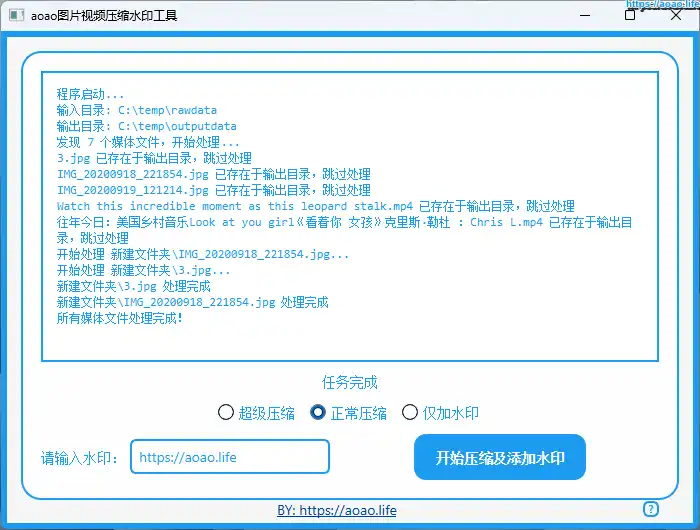 aoao图片视频压缩水印工具
https://aoao.life
程序启动...
输入目录: C:\temp\rawdata
输出目录: C:\temp\outputdata
发现 7 个媒体文件，开始处理...
3.jpg 已存在于输出目录，跳过处理
IMG_20200918_221854.jpg 已存在于输出目录，跳过处理
IMG_20200919_121214.jpg 已存在于输出目录，跳过处理
Watch this incredible moment as this leopard stalk.mp4 已存在于输出目录，跳过处理
往年今日：美国乡村音乐Look at you girl《看着你 女孩》克里斯·勒杜 : Chris L.mp4 已存在于输出目
录，跳过处理
开始处理 新建文件夹\IMG_20200918_221854.jpg...
开始处理 新建文件夹\3.jpg...
新建文件夹\3.jpg 处理完成
新建文件夹\IMG_20200918_221854.jpg 处理完成
所有媒体文件处理完成!
任务完成
超级压缩 正常压缩 仅加水印
请输入水印： https://aoao.life 开始压缩及添加水印
BY: https://aoao.life ?